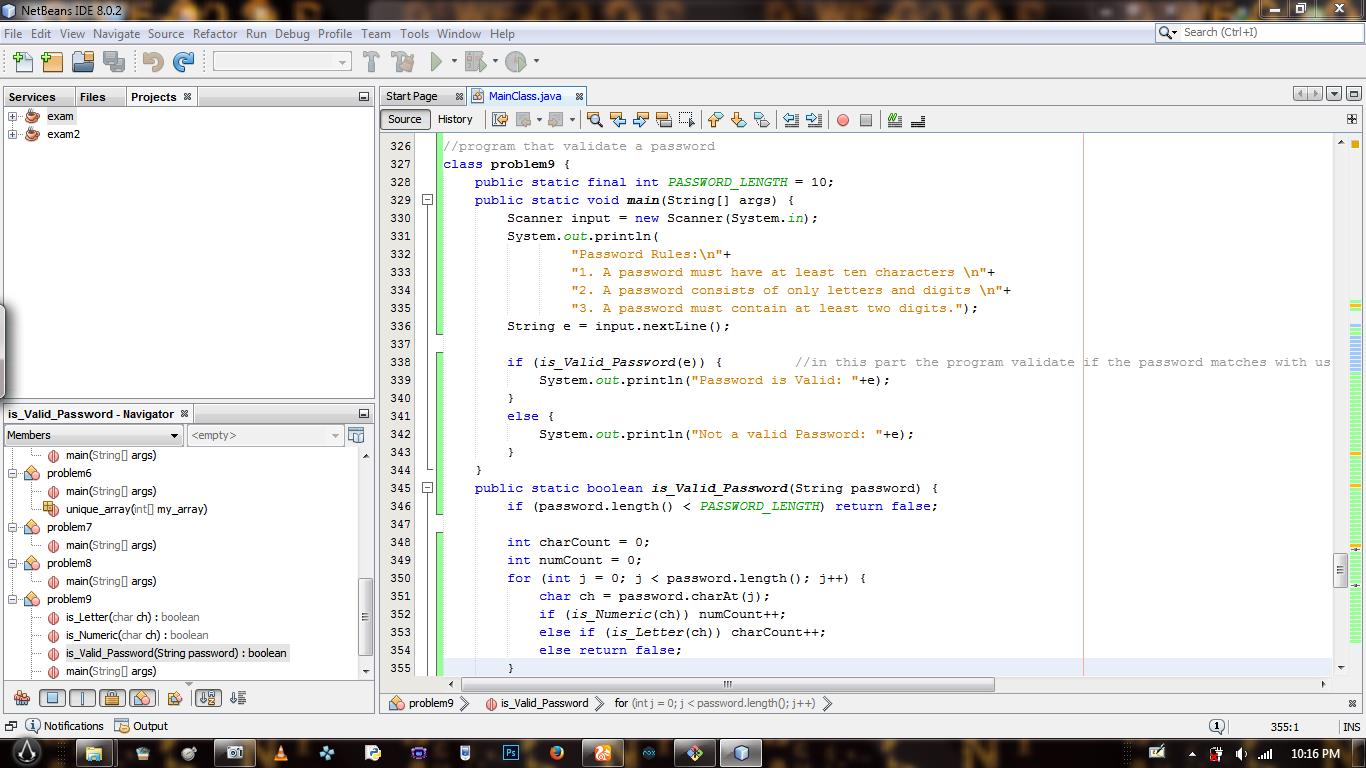 NetBeans IDE 8.0.2
File Edit View Navigate Source Refactor Run Debug Profile Team Tools Window Help
Search (Ctrl+I)
Services Files Projects
exam
exam2
is_Valid_Password - Navigator
Members <empty>
main(String[] args)
problem6
main(String[] args)
unique_array(int[] my_array)
problem7
main(String[] args)
problem8
main(String[] args)
problem9
is_Letter(char ch) : boolean
is_Numeric(char ch) : boolean
is_Valid_Password(String password) : boolean
main(String[] args)
Start Page MainClass.java
Source History
326 //program that validate a password
327 class problem9 {
328 public static final int PASSWORD_LENGTH = 10;
329 public static void main(String[] args) {
330 Scanner input = new Scanner(System.in);
331 System.out.println(
332 "Password Rules:\n"+
333 "1. A password must have at least ten characters \n"+
334 "2. A password consists of only letters and digits \n"+
335 "3. A password must contain at least two digits.");
336 String e = input.nextLine();
337
338 if (is_Valid_Password(e)) { //in this part the program validate if the password matches with us
339 System.out.println("Password is Valid: "+e);
340 }
341 else {
342 System.out.println("Not a valid Password: "+e);
343 }
344 }
345 public static boolean is_Valid_Password(String password) {
346 if (password.length() < PASSWORD_LENGTH) return false;
347
348 int charCount = 0;
349 int numCount = 0;
350 for (int j = 0; j < password.length(); j++) {
351 char ch = password.charAt(j);
352 if (is_Numeric(ch)) numCount++;
353 else if (is_Letter(ch)) charCount++;
354 else return false;
355 }
problem9 is_Valid_Password for (int j = 0; j < password.length(); j++)
Notifications Output
355:1 INS
Ps nox
10:16 PM